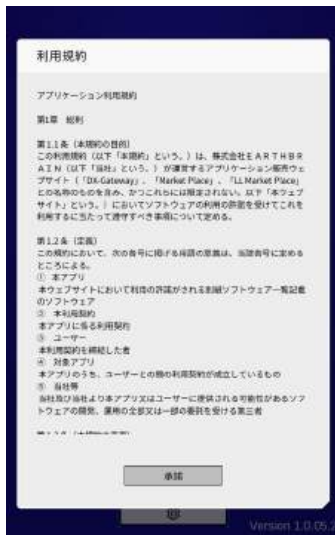 利用規約
アプリケーション利用規約
第1章 総則
第1.1条（本規約の目的）
この利用規約（以下「本規約」という。）は、株式会社ＥＡＲＴＨＢＲ
ＡＩＮ（以下「当社」という。）が運営するアプリケーション販売ウェ
ブサイト（「DX-Gateway」、「Market Place」、「LL Market Place」
との名称のものを含み、かつこれらには限定されない。以下「本ウェブ
サイト」という。）においてソフトウェアの利用の許諾を受けてこれを
利用するに当たって遵守すべき事項について定める。
第1.2条（定義）
この規約において、次の各号に掲げる用語の意義は、当該各号に定める
ところによる。
① 本アプリ
本ウェブサイトにおいて利用の許諾がされる別紙ソフトウェア一覧記載
のソフトウェア
② 本利用契約
本アプリに係る利用契約
③ ユーザー
本利用契約を締結した者
④ 対象アプリ
本アプリのうち、ユーザーとの間の利用契約が成立しているもの
⑤ 当社等
当社及び当社より本アプリ又はユーザーに提供される可能性があるソフ
トウェアの開発、運用の全部又は一部の委託を受ける第三者
承諾
Version 1.0.05.2